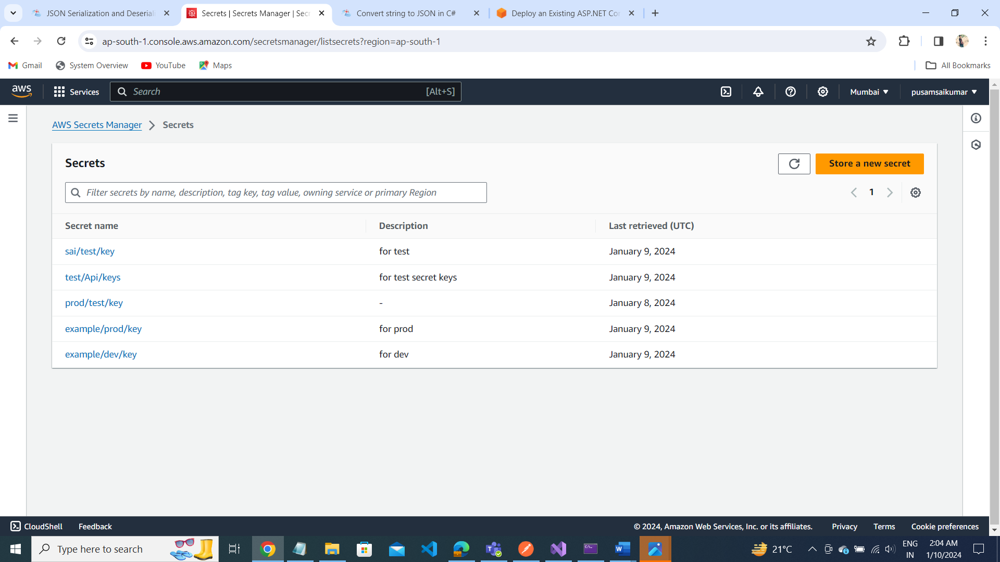 JSON Serialization and Deseriali
Secrets | Secrets Manager | Secr
Convert string to JSON in C#
Deploy an Existing ASP.NET Cor
ap-south-1.console.aws.amazon.com/secretsmanager/listsecrets?region=ap-south-1
Gmail
System Overview
YouTube
Maps
All Bookmarks
aws
Services
Search
[Alt+S]
Mumbai
pusamsaikumar
AWS Secrets Manager
Secrets
Secrets
Store a new secret
Filter secrets by name, description, tag key, tag value, owning service or primary Region
1
Secret name Description Last retrieved (UTC)
sai/test/key for test January 9, 2024
test/Api/keys for test secret keys January 9, 2024
prod/test/key - January 8, 2024
example/prod/key for prod January 9, 2024
example/dev/key for dev January 9, 2024
CloudShell
Feedback
© 2024, Amazon Web Services, Inc. or its affiliates.
Privacy
Terms
Cookie preferences
Type here to search
21°C
ENG
IN
2:04 AM
1/10/2024